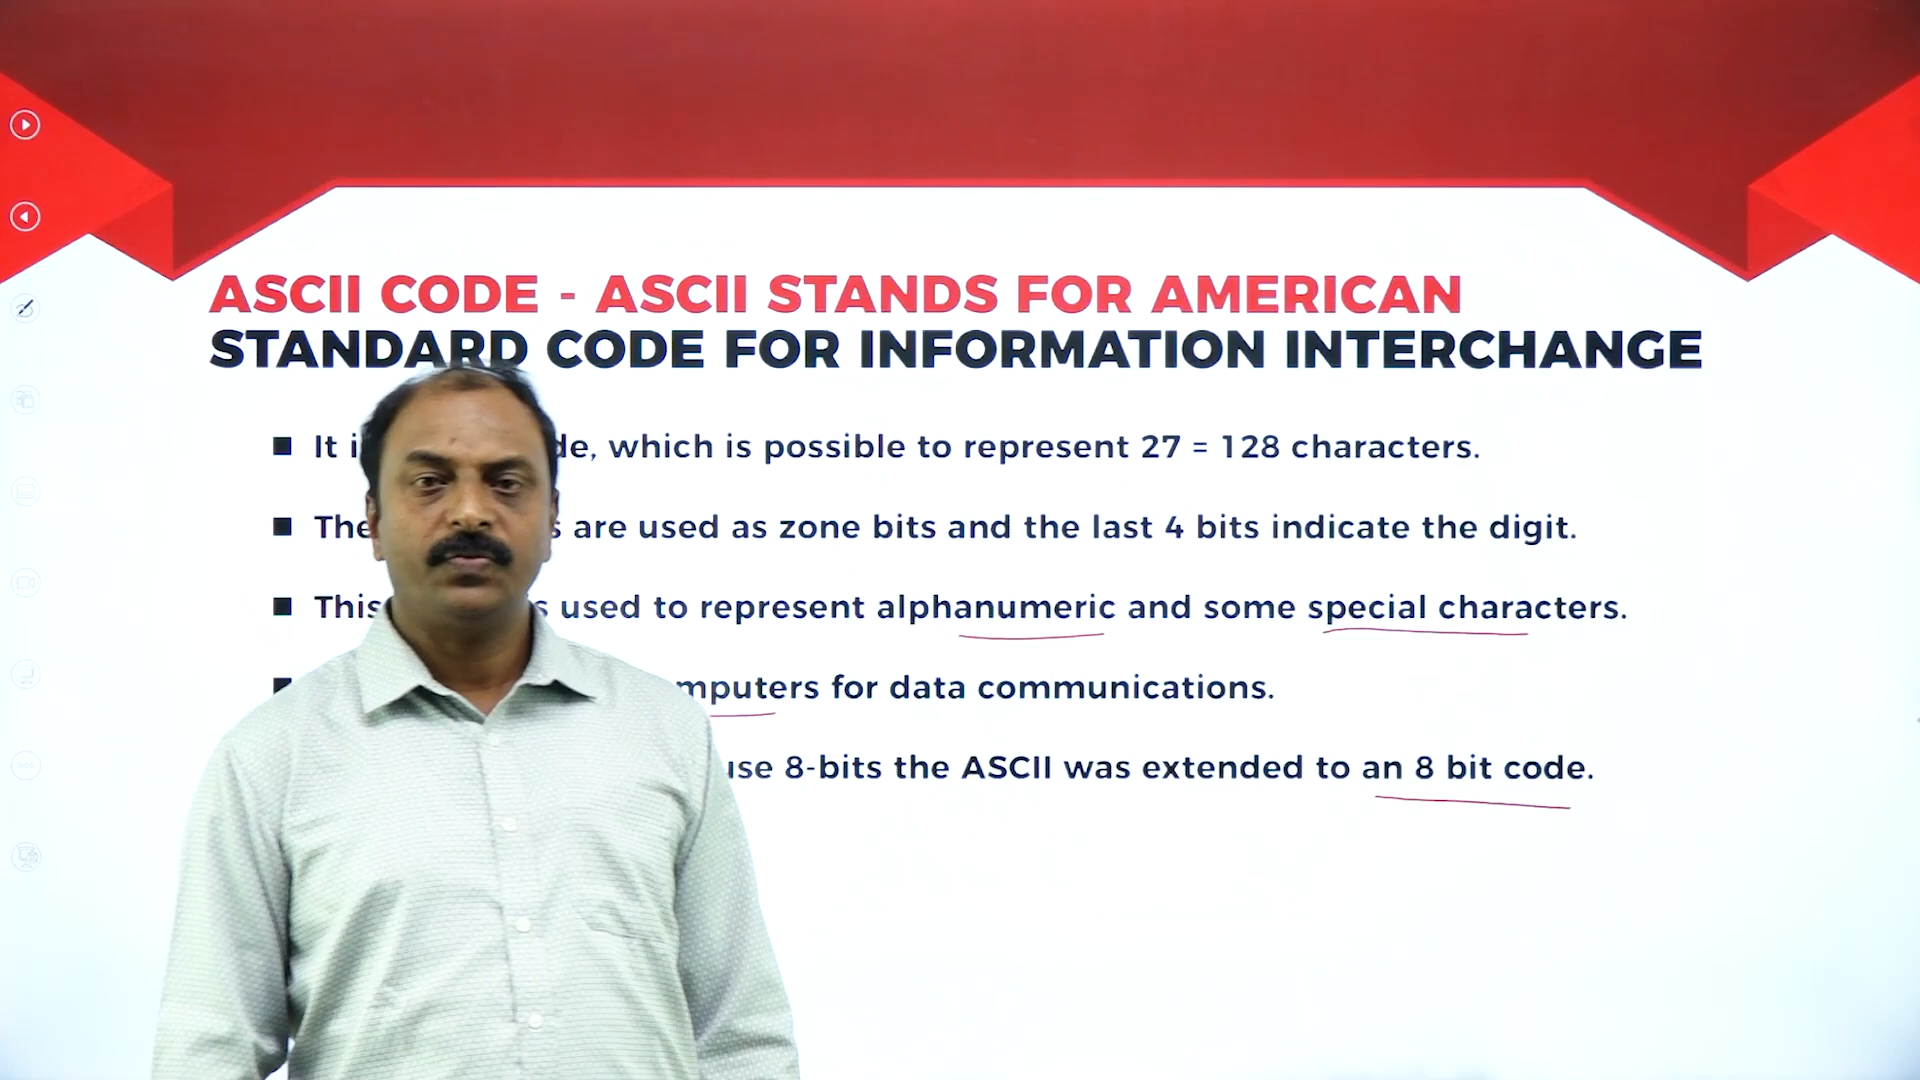 ASCII CODE - ASCII STANDS FOR AMERICAN
STANDARD CODE FOR INFORMATION INTERCHANGE
It de, which is possible to represent 27 = 128 characters.
The are used as zone bits and the last 4 bits indicate the digit.
This used to represent alphanumeric and some special characters.
mputers for data communications.
use 8-bits the ASCII was extended to an 8 bit code.